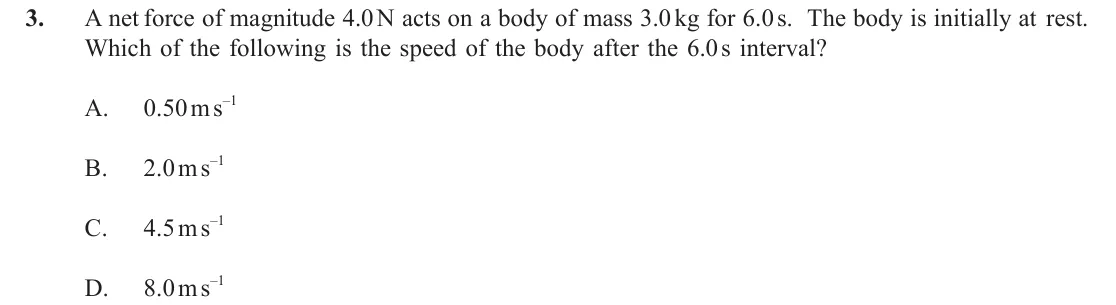 3. A net force of magnitude 4.0 N acts on a body of mass 3.0 kg for 6.0 s. The body is initially at rest.
Which of the following is the speed of the body after the 6.0 s interval?
A. 0.50 m s⁻¹
B. 2.0 m s⁻¹
C. 4.5 m s⁻¹
D. 8.0 m s⁻¹